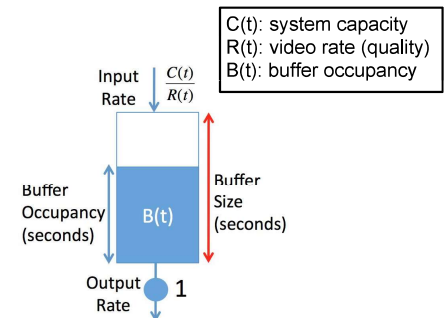 C(t): system capacity
R(t): video rate (quality)
B(t): buffer occupancy
Input
Rate
C(t)
R(t)
Buffer
Occupancy
(seconds)
B(t)
Buffer
Size
(seconds)
Output
Rate
1